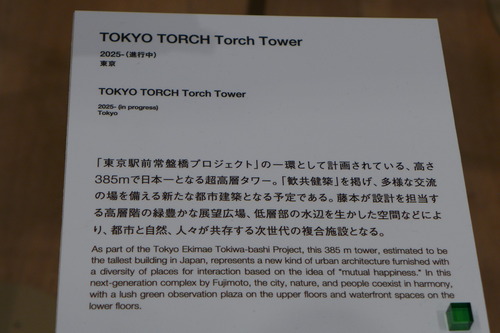 TOKYO TORCH Torch Tower
2025-(進行中)
東京
TOKYO TORCH Torch Tower
2025- (in progress)
Tokyo
「東京駅前常盤橋プロジェクト」の一環として計画されている、高さ
385mで日本一となる超高層タワー。「歓共健築」を掲げ、多様な交流
の場を備える新たな都市建築となる予定である。藤本が設計を担当
する高層階の緑豊かな展望広場、低層部の水辺を生かした空間などによ
り、都市と自然、人々が共存する次世代の複合施設となる。
As part of the Tokyo Ekimae Tokiwa-bashi Project, this 385 m tower, estimated to be
the tallest building in Japan, represents a new kind of urban architecture furnished with
a diversity of places for interaction based on the idea of "mutual happiness." In this
next-generation complex by Fujimoto, the city, nature, and people coexist in harmony,
with a lush green observation plaza on the upper floors and waterfront spaces on the
lower floors.